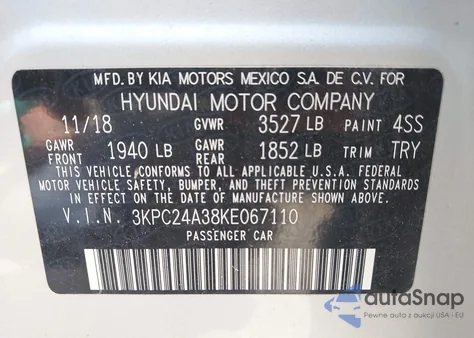 MFD. BY KIA MOTORS MEXICO S.A. DE C.V. FOR
HYUNDAI MOTOR COMPANY
11/18 GVWR 3527 LB PAINT 4SS
GAWR FRONT 1940 LB GAWR REAR 1852 LB TRIM TRY
THIS VEHICLE CONFORMS TO ALL APPLICABLE U.S. FEDERAL
MOTOR VEHICLE SAFETY, BUMPER, AND THEFT PREVENTION STANDARDS
IN EFFECT ON THE DATE OF MANUFACTURE SHOWN ABOVE.
V.I.N. 3KPC24A38KE067110
PASSENGER CAR
autoSnap
Pewne auta z aukcji USA i EU